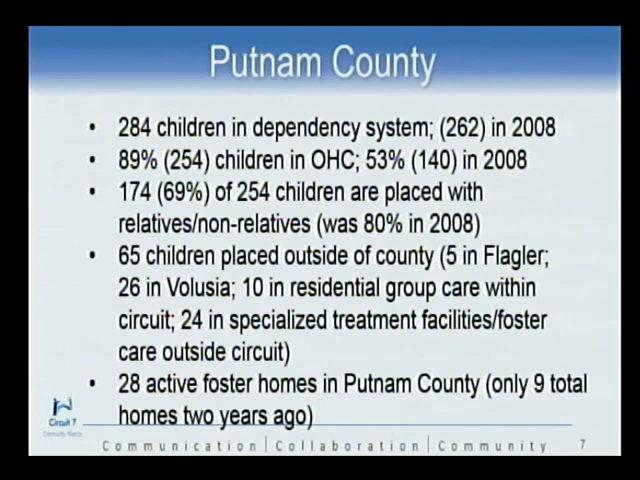 Putnam County
• 284 children in dependency system; (262) in 2008
• 89% (254) children in OHC; 53% (140) in 2008
• 174 (69%) of 254 children are placed with
relatives/non-relatives (was 80% in 2008)
• 65 children placed outside of county (5 in Flagler;
26 in Volusia; 10 in residential group care within
circuit; 24 in specialized treatment facilities/foster
care outside circuit)
• 28 active foster homes in Putnam County (only 9 total
homes two years ago)
Circuit 7
Communication | Collaboration | Community
7